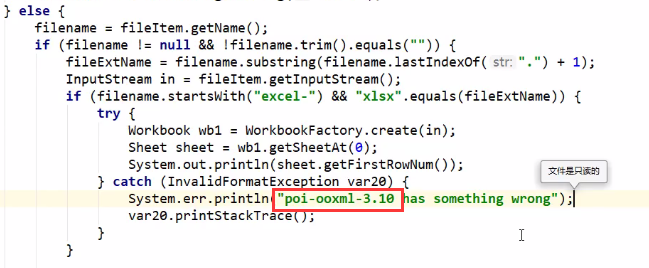 } else {
filename = fileItem.getName();
if (filename != null && !filename.trim().equals("")) {
fileExtName = filename.substring(filename.lastIndexOf( str: ".") + 1);
InputStream in = fileItem.getInputStream();
if (filename.startsWith("excel-") && "xlsx".equals(fileExtName)) {
try {
Workbook wb1 = WorkbookFactory.create(in);
Sheet sheet = wb1.getSheetAt(0);
System.out.println(sheet.getFirstRowNum());
文件是只读的
} catch (InvalidFormatException var20) {
System.err.println("poi-ooxml-3.10 has something wrong");
var20.printStackTrace();
}
}